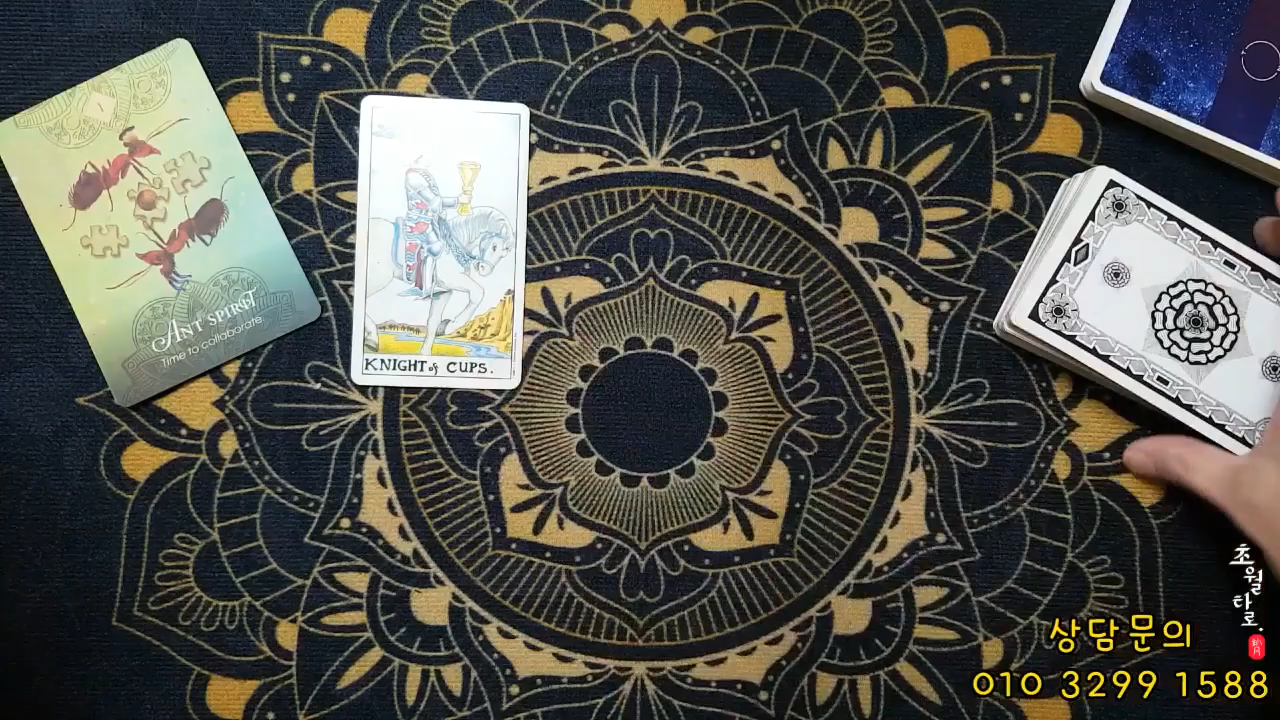 ANT SPIRIT
Time to collaborate
KNIGHT of CUPS.
초월타로.
상담문의
010 3299 1588